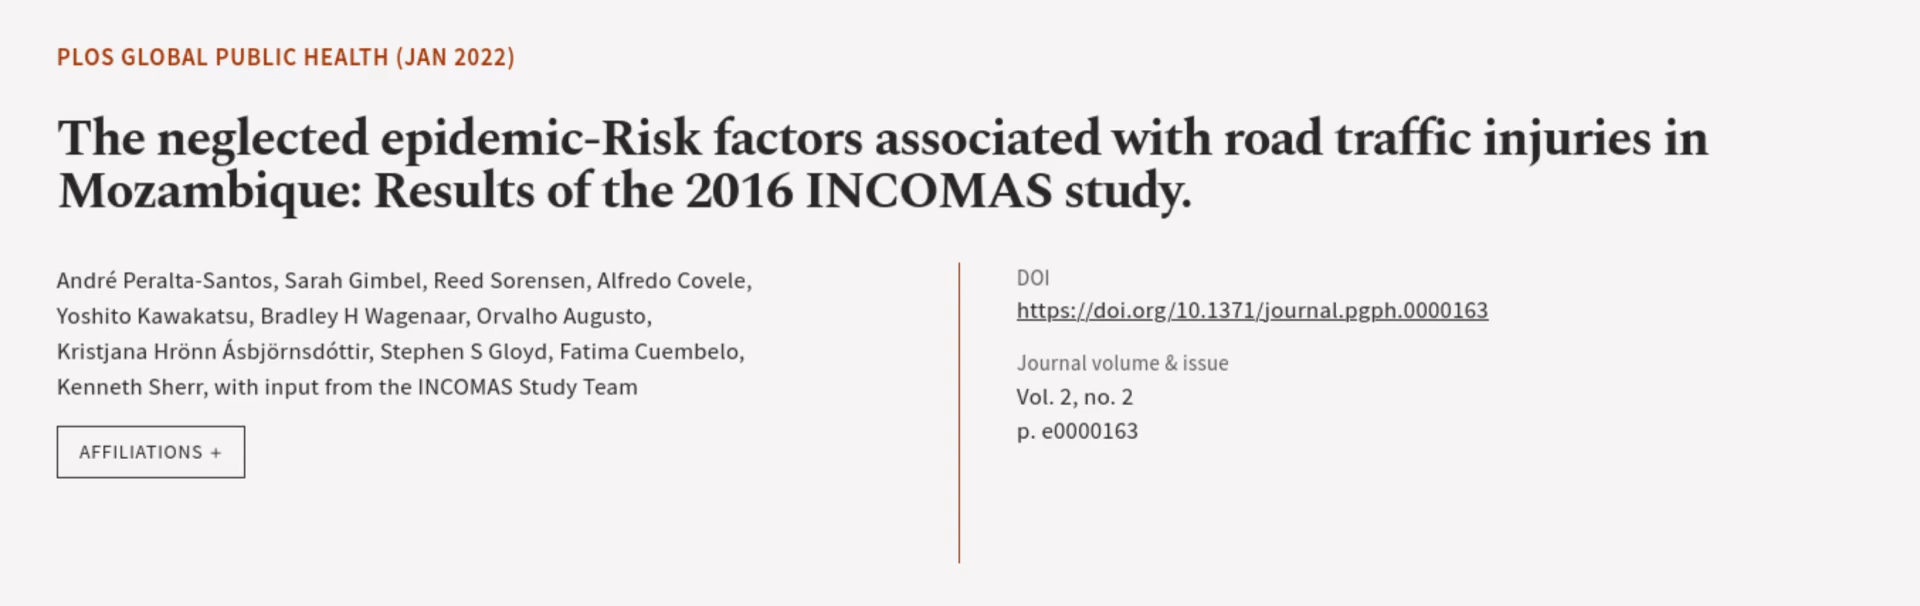 PLOS GLOBAL PUBLIC HEALTH (JAN 2022)
The neglected epidemic-Risk factors associated with road traffic injuries in
Mozambique: Results of the 2016 INCOMAS study.
André Peralta-Santos, Sarah Gimbel, Reed Sorensen, Alfredo Covele,
Yoshito Kawakatsu, Bradley H Wagenaar, Orvalho Augusto,
Kristjana Hrönn Ásbjörnsdóttir, Stephen S Gloyd, Fatima Cuembelo,
Kenneth Sherr, with input from the INCOMAS Study Team
AFFILIATIONS +
DOI
https://doi.org/10.1371/journal.pgph.0000163
Journal volume & issue
Vol. 2, no. 2
p. e0000163